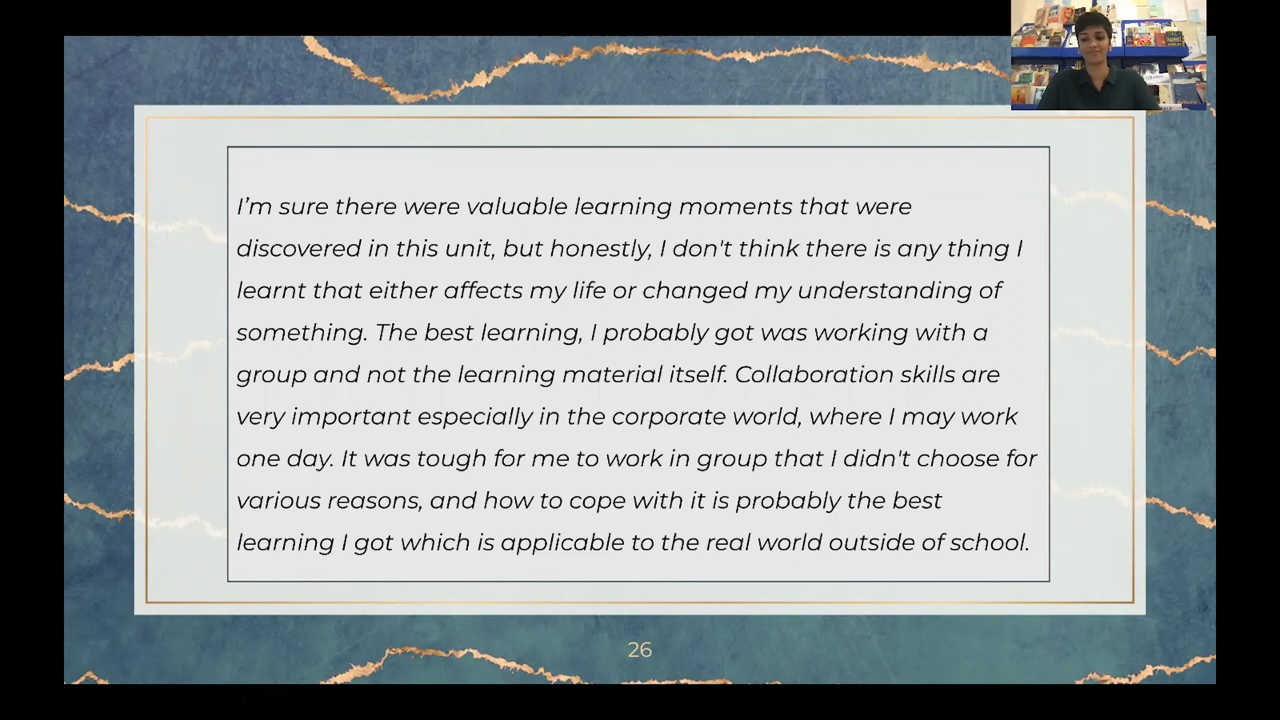 I’m sure there were valuable learning moments that were
discovered in this unit, but honestly, I don't think there is any thing I
learnt that either affects my life or changed my understanding of
something. The best learning, I probably got was working with a
group and not the learning material itself. Collaboration skills are
very important especially in the corporate world, where I may work
one day. It was tough for me to work in group that I didn't choose for
various reasons, and how to cope with it is probably the best
learning I got which is applicable to the real world outside of school.
26